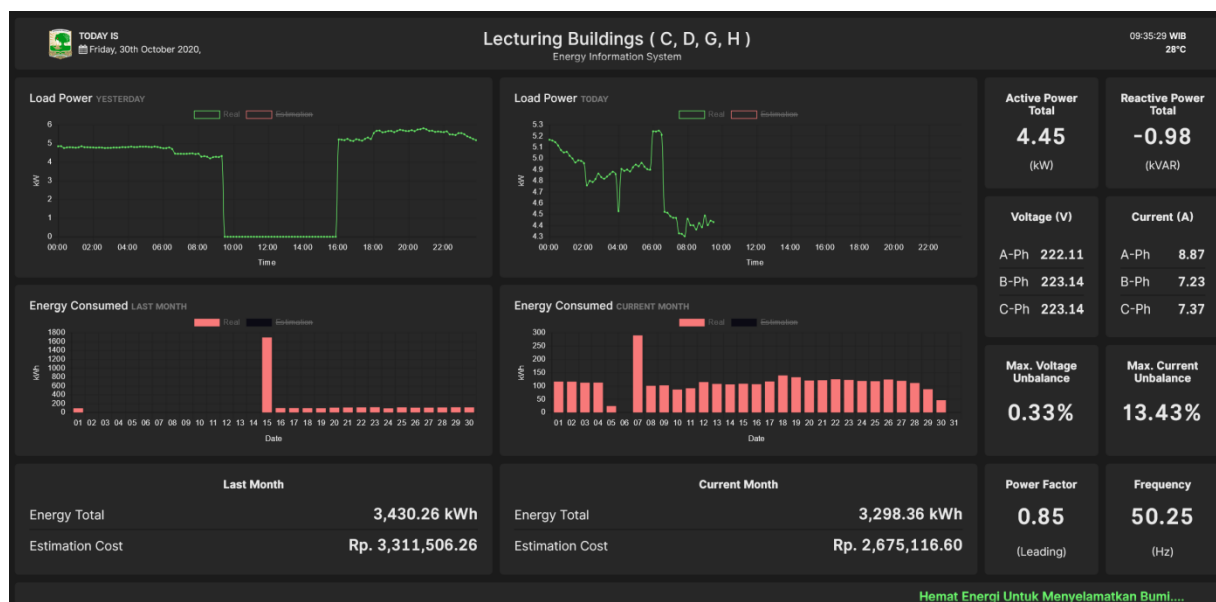 TODAY IS
Friday, 30th October 2020,
Lecturing Buildings ( C, D, G, H )
Energy Information System
09:35:29 WIB
28°C
Load Power YESTERDAY
Real Estimation
6
5
4
3
2
1
0
kW
00:00 02:00 04:00 06:00 08:00 10:00 12:00 14:00 16:00 18:00 20:00 22:00
Time
Load Power TODAY
Real Estimation
5.3
5.2
5.1
5.0
4.9
4.8
4.7
4.6
4.5
4.4
4.3
kW
00:00 02:00 04:00 06:00 08:00 10:00 12:00 14:00 16:00 18:00 20:00 22:00
Time
Active Power
Total
4.45
(kW)
Reactive Power
Total
-0.98
(kVAR)
Voltage (V)
A-Ph 222.11
B-Ph 223.14
C-Ph 223.14
Current (A)
A-Ph 8.87
B-Ph 7.23
C-Ph 7.37
Energy Consumed LAST MONTH
Real Estimation
1800
1600
1400
1200
1000
800
600
400
200
0
kWh
01 02 03 04 05 06 07 08 09 10 11 12 13 14 15 16 17 18 19 20 21 22 23 24 25 26 27 28 29 30
Date
Energy Consumed CURRENT MONTH
Real Estimation
300
250
200
150
100
50
0
kWh
01 02 03 04 05 06 07 08 09 10 11 12 13 14 15 16 17 18 19 20 21 22 23 24 25 26 27 28 29 30 31
Date
Max. Voltage
Unbalance
0.33%
Max. Current
Unbalance
13.43%
Last Month
Energy Total 3,430.26 kWh
Estimation Cost Rp. 3,311,506.26
Current Month
Energy Total 3,298.36 kWh
Estimation Cost Rp. 2,675,116.60
Power Factor
0.85
(Leading)
Frequency
50.25
(Hz)
Hemat Energi Untuk Menyelamatkan Bumi....